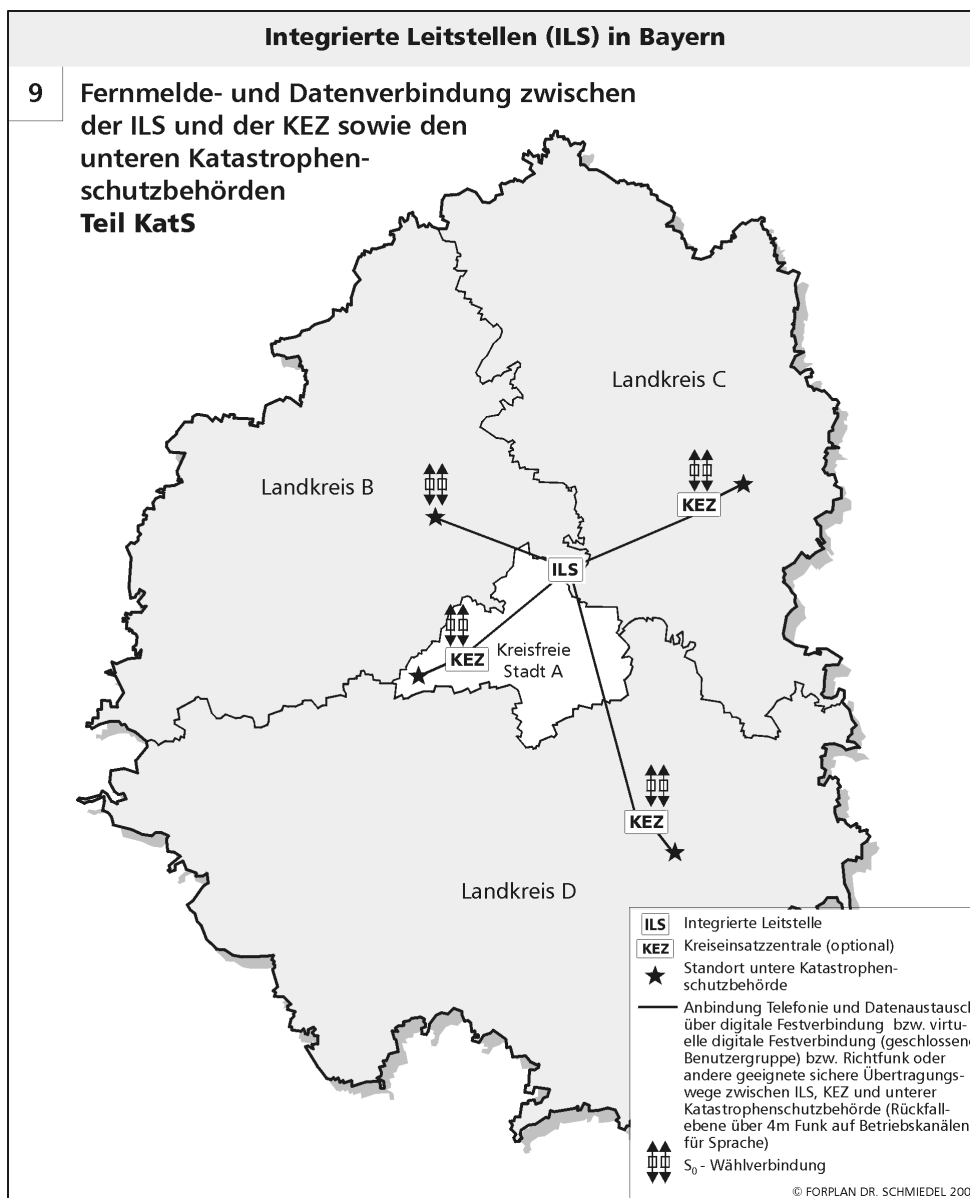 Integrierte Leitstellen (ILS) in Bayern
9
Fernmelde- und Datenverbindung zwischen
der ILS und der KEZ sowie den
unteren Katastrophen-
schutzbehörden
Teil KatS
Landkreis C
Landkreis B
KEZ
ILS
KEZ
Kreisfreie
Stadt A
KEZ
Landkreis D
ILS Integrierte Leitstelle
KEZ Kreiseinsatzzentrale (optional)
Standort untere Katastrophen-
schutzbehörde
Anbindung Telefonie und Datenaustausch
über digitale Festverbindung bzw. virtu-
elle digitale Festverbindung (geschlossene
Benutzergruppe) bzw. Richtfunk oder
andere geeignete sichere Übertragungs-
wege zwischen ILS, KEZ und unterer
Katastrophenschutzbehörde (Rückfall-
ebene über 4m Funk auf Betriebskanälen
für Sprache)
S0 - Wählverbindung
© FORPLAN DR. SCHMIEDEL 200